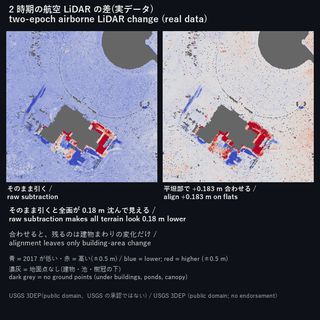 2 時期の航空 LiDAR の差(実データ)
two-epoch airborne LiDAR change (real data)
そのまま引く /
raw subtraction
平坦部で +0.183 m 合わせる /
align +0.183 m on flats
そのまま引くと全面が 0.18 m 沈んで見える /
raw subtraction makes all terrain look 0.18 m lower
合わせると、残るのは建物まわりの変化だけ /
alignment leaves only building-area change
青 = 2017 が低い・赤 = 高い(±0.5 m) / blue = lower; red = higher (±0.5 m)
濃灰 = 地面点なし(建物・池・樹冠の下)
dark grey = no ground points (under buildings, ponds, canopy)
USGS 3DEP(public domain、USGS の承認ではない) / USGS 3DEP (public domain; no endorsement)